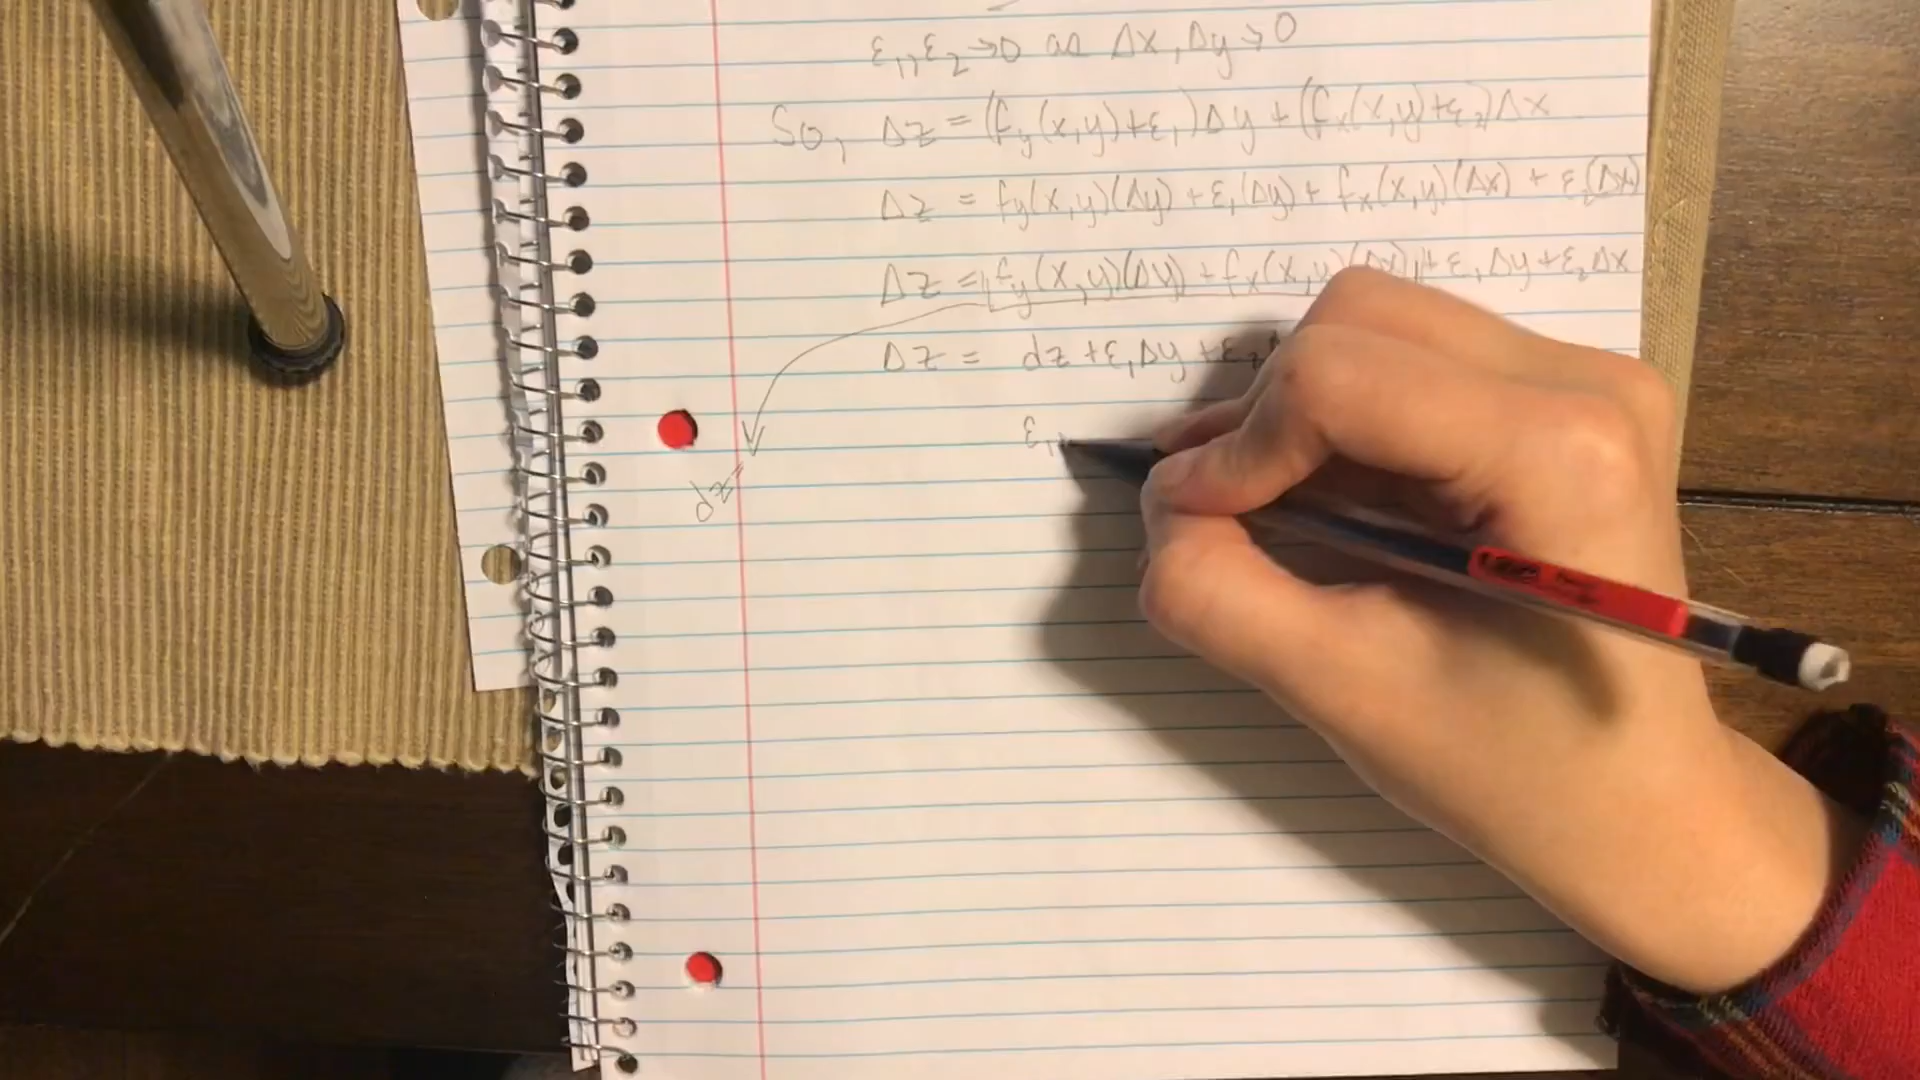 ε₁,ε₂→0 as Δx,Δy→0
So, Δz = (f_y(x,y)+ε₁)Δy + (f_x(x,y)+ε₂)Δx
Δz = f_y(x,y)(Δy) + ε₁(Δy) + f_x(x,y)(Δx) + ε₂(Δx)
Δz = f_y(x,y)(Δy) + f_x(x,y)(Δx) + ε₁Δy + ε₂Δx
Δz = dz + ε₁Δy + ε₂
ε₁,
dz